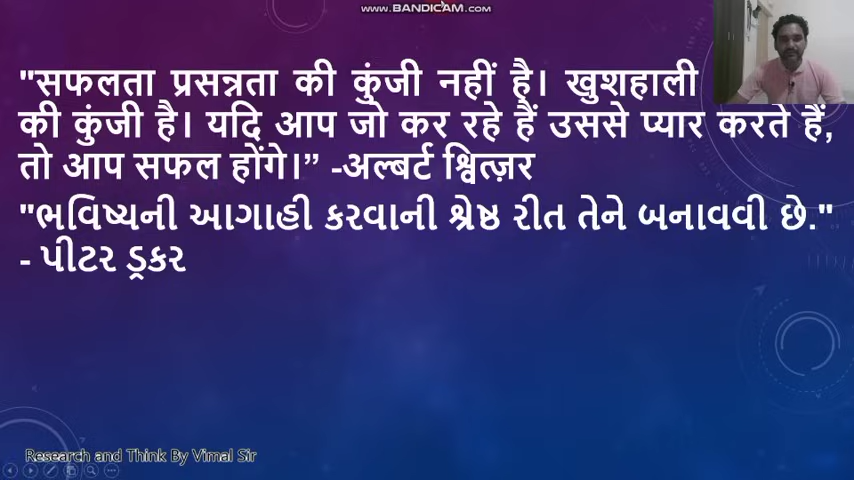 WWW.BANDICAM.COM
"सफलता प्रसन्नता की कुंजी नहीं है। खुशहाली
की कुंजी है। यदि आप जो कर रहे हैं उससे प्यार करते हैं,
तो आप सफल होंगे।” -अल्बर्ट श्वित्ज़र
"ભવિષ્યની આગાહી કરવાની શ્રેષ્ઠ રીત તેને બનાવવી છે."
- પીટર ડ્રકર
Research and Think By Vimal Sir